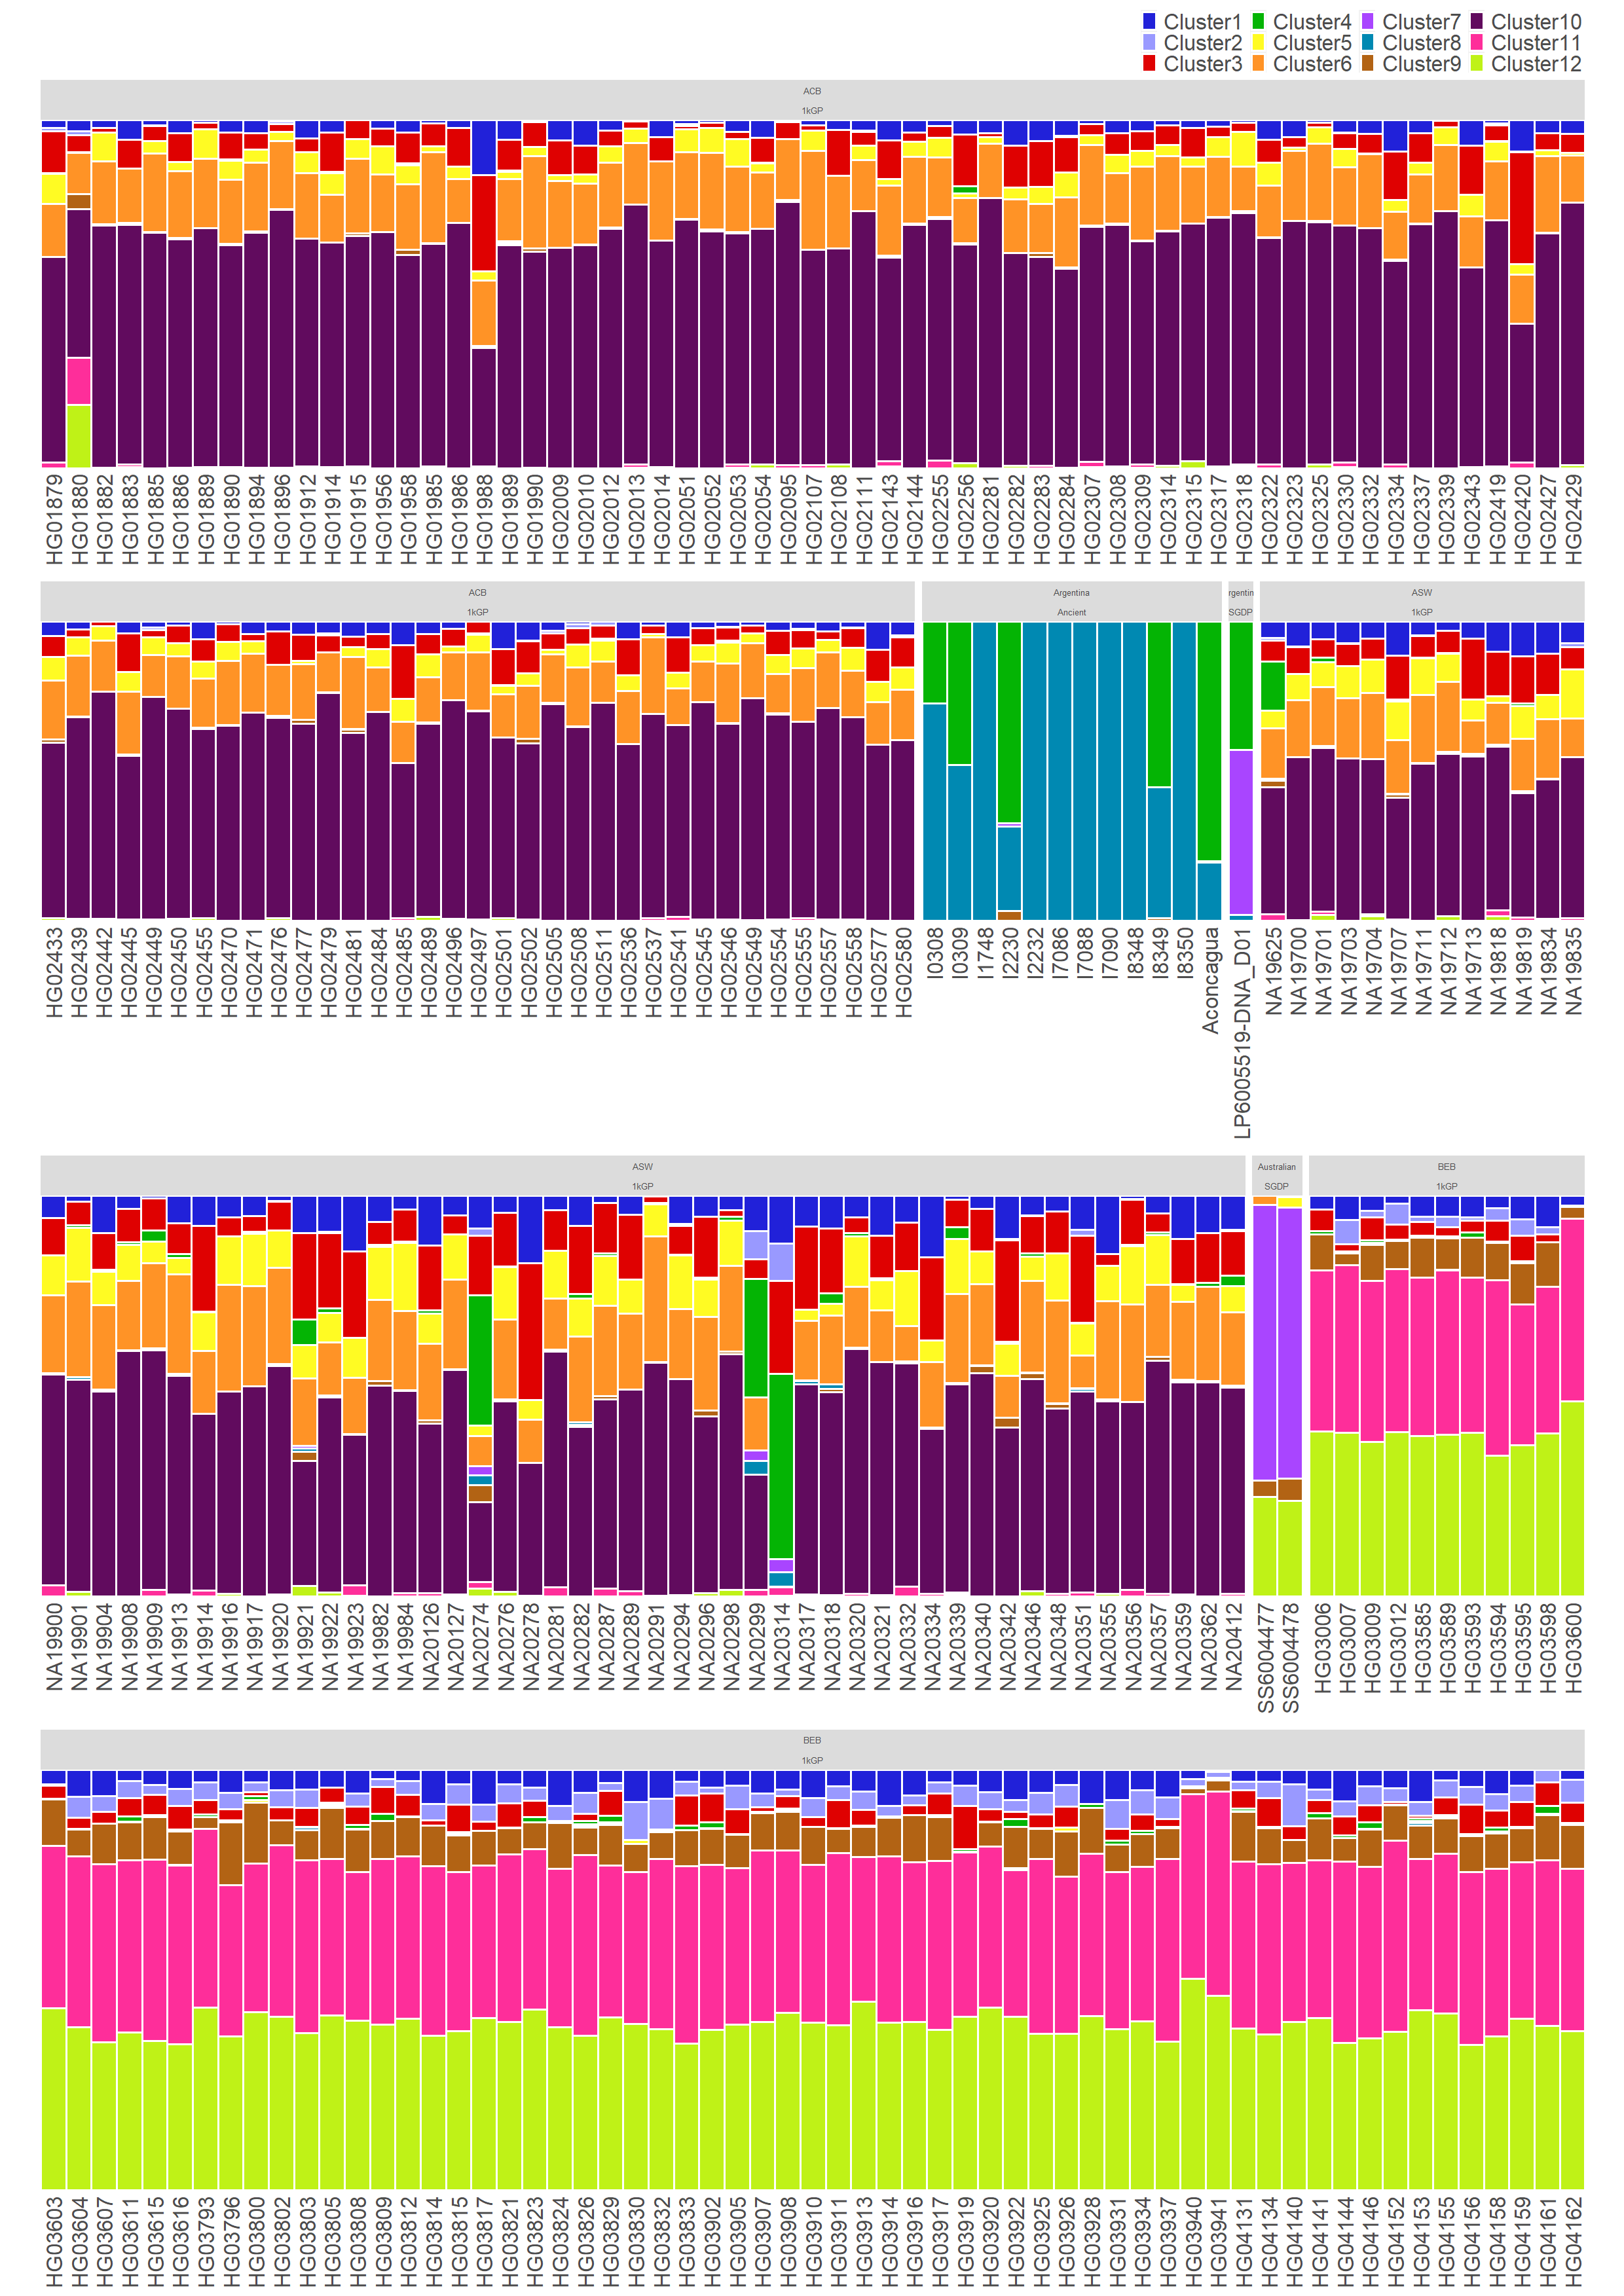 Cluster1 Cluster4 Cluster7 Cluster10
Cluster2 Cluster5 Cluster8 Cluster11
Cluster3 Cluster6 Cluster9 Cluster12
ACB
1kGP
HG01879 HG01880 HG01882 HG01883 HG01885 HG01886 HG01889 HG01890 HG01894 HG01896 HG01912 HG01914 HG01915 HG01956 HG01958 HG01985 HG01986 HG01988 HG01989 HG01990 HG02009 HG02010 HG02012 HG02013 HG02014 HG02051 HG02052 HG02053 HG02054 HG02095 HG02107 HG02108 HG02111 HG02143 HG02144 HG02255 HG02256 HG02281 HG02282 HG02283 HG02284 HG02307 HG02308 HG02309 HG02314 HG02315 HG02317 HG02318 HG02322 HG02323 HG02325 HG02330 HG02332 HG02334 HG02337 HG02339 HG02343 HG02419 HG02420 HG02427 HG02429
ACB Argentina rgentin ASW
1kGP Ancient SGDP 1kGP
HG02433 HG02439 HG02442 HG02445 HG02449 HG02450 HG02455 HG02470 HG02471 HG02476 HG02477 HG02479 HG02481 HG02484 HG02485 HG02489 HG02496 HG02497 HG02501 HG02502 HG02505 HG02508 HG02511 HG02536 HG02537 HG02541 HG02545 HG02546 HG02549 HG02554 HG02555 HG02557 HG02558 HG02577 HG02580 I0308 I0309 I1748 I2230 I2232 I7086 I7088 I7090 I8348 I8349 I8350 Aconcagua LP6005519-DNA_D01 NA19625 NA19700 NA19701 NA19703 NA19704 NA19707 NA19711 NA19712 NA19713 NA19818 NA19819 NA19834 NA19835
ASW Australian BEB
1kGP SGDP 1kGP
NA19900 NA19901 NA19904 NA19908 NA19909 NA19913 NA19914 NA19916 NA19917 NA19920 NA19921 NA19922 NA19923 NA19982 NA19984 NA20126 NA20127 NA20274 NA20276 NA20278 NA20281 NA20282 NA20287 NA20289 NA20291 NA20294 NA20296 NA20298 NA20299 NA20314 NA20317 NA20318 NA20320 NA20321 NA20332 NA20334 NA20339 NA20340 NA20342 NA20346 NA20348 NA20351 NA20355 NA20356 NA20357 NA20359 NA20362 NA20412 SS6004477 SS6004478 HG03006 HG03007 HG03009 HG03012 HG03585 HG03589 HG03593 HG03594 HG03595 HG03598 HG03600
BEB
1kGP
HG03603 HG03604 HG03607 HG03611 HG03615 HG03616 HG03793 HG03796 HG03800 HG03802 HG03803 HG03805 HG03808 HG03809 HG03812 HG03814 HG03815 HG03817 HG03821 HG03823 HG03824 HG03826 HG03829 HG03830 HG03832 HG03833 HG03902 HG03905 HG03907 HG03908 HG03910 HG03911 HG03913 HG03914 HG03916 HG03917 HG03919 HG03920 HG03922 HG03925 HG03926 HG03928 HG03931 HG03934 HG03937 HG03940 HG03941 HG04131 HG04134 HG04140 HG04141 HG04144 HG04146 HG04152 HG04153 HG04155 HG04156 HG04158 HG04159 HG04161 HG04162